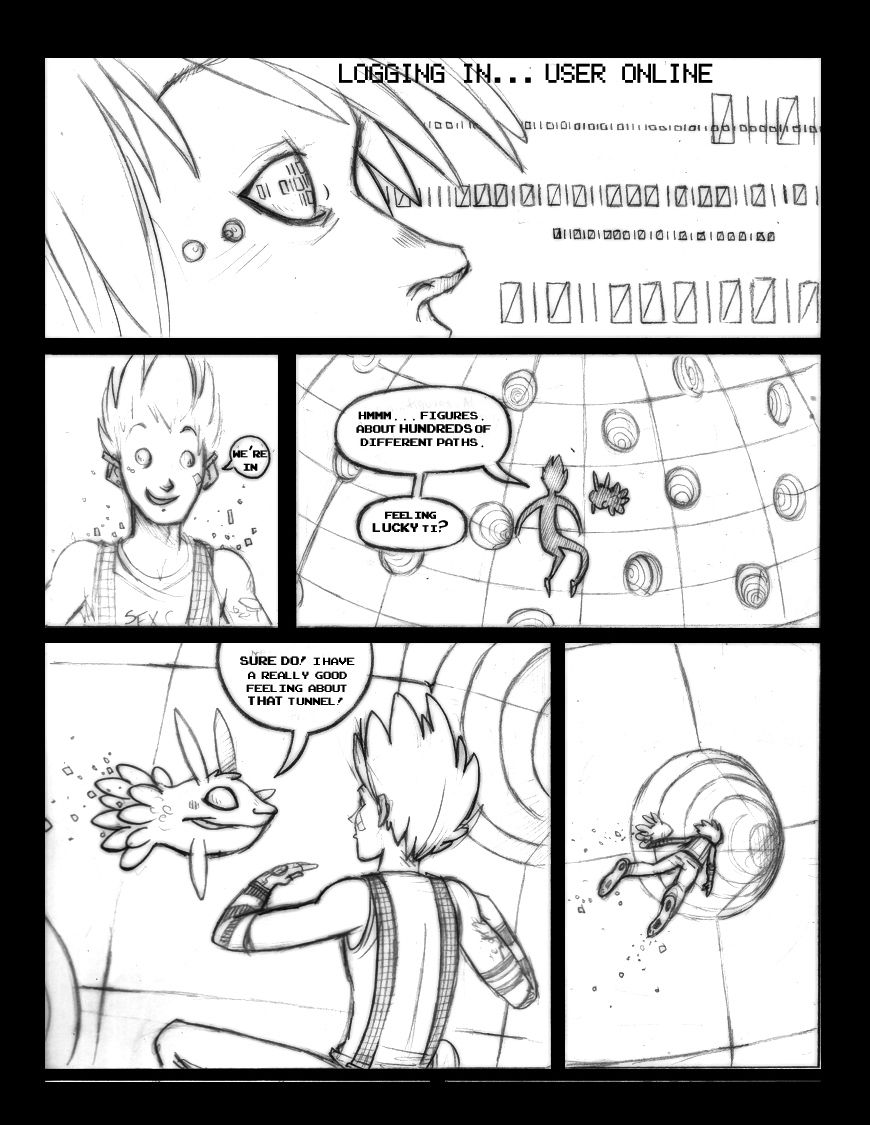 LOGGING IN... USER ONLINE
WE'RE
IN
HMMM... FIGURES.
ABOUT HUNDREDS OF
DIFFERENT PATHS.
FEELING
LUCKY TI?
SURE DO! I HAVE
A REALLY GOOD
FEELING ABOUT
THAT TUNNEL!